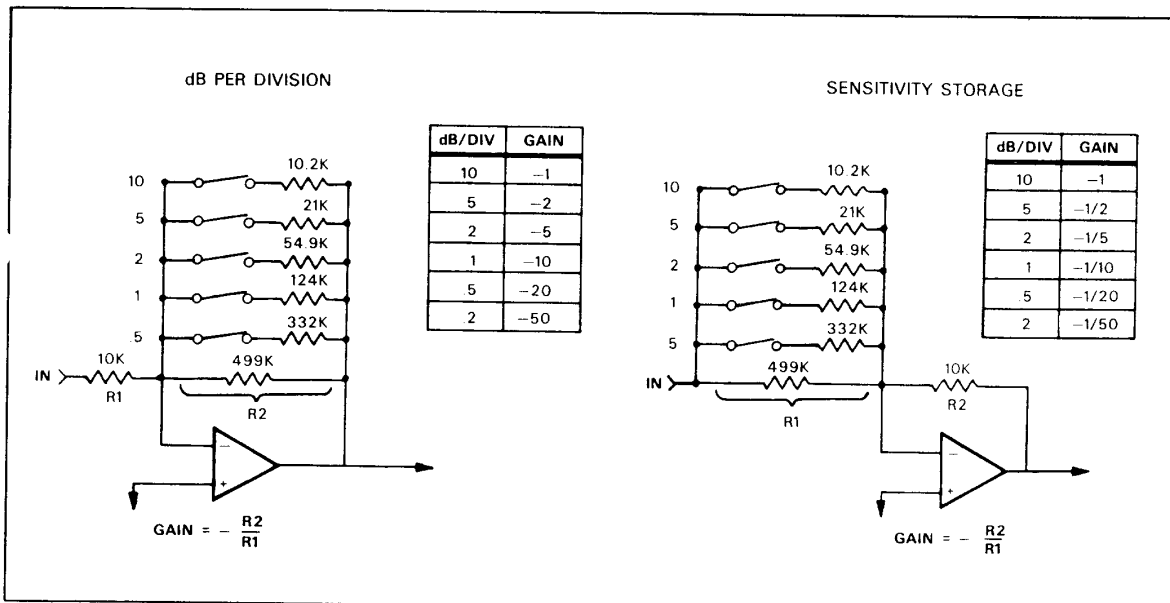 dB PER DIVISION
10
10.2K
5
21K
2
54.9K
1
124K
.5
332K
IN
10K
R1
499K
R2
−
+
GAIN = − R2
R1
dB/DIV GAIN
10 −1
5 −2
2 −5
1 −10
.5 −20
.2 −50
SENSITIVITY STORAGE
10
10.2K
5
21K
2
54.9K
1
124K
5
332K
IN
499K
R1
10K
R2
−
+
GAIN = − R2
R1
dB/DIV GAIN
10 −1
5 −1/2
2 −1/5
1 −1/10
.5 −1/20
2 −1/50